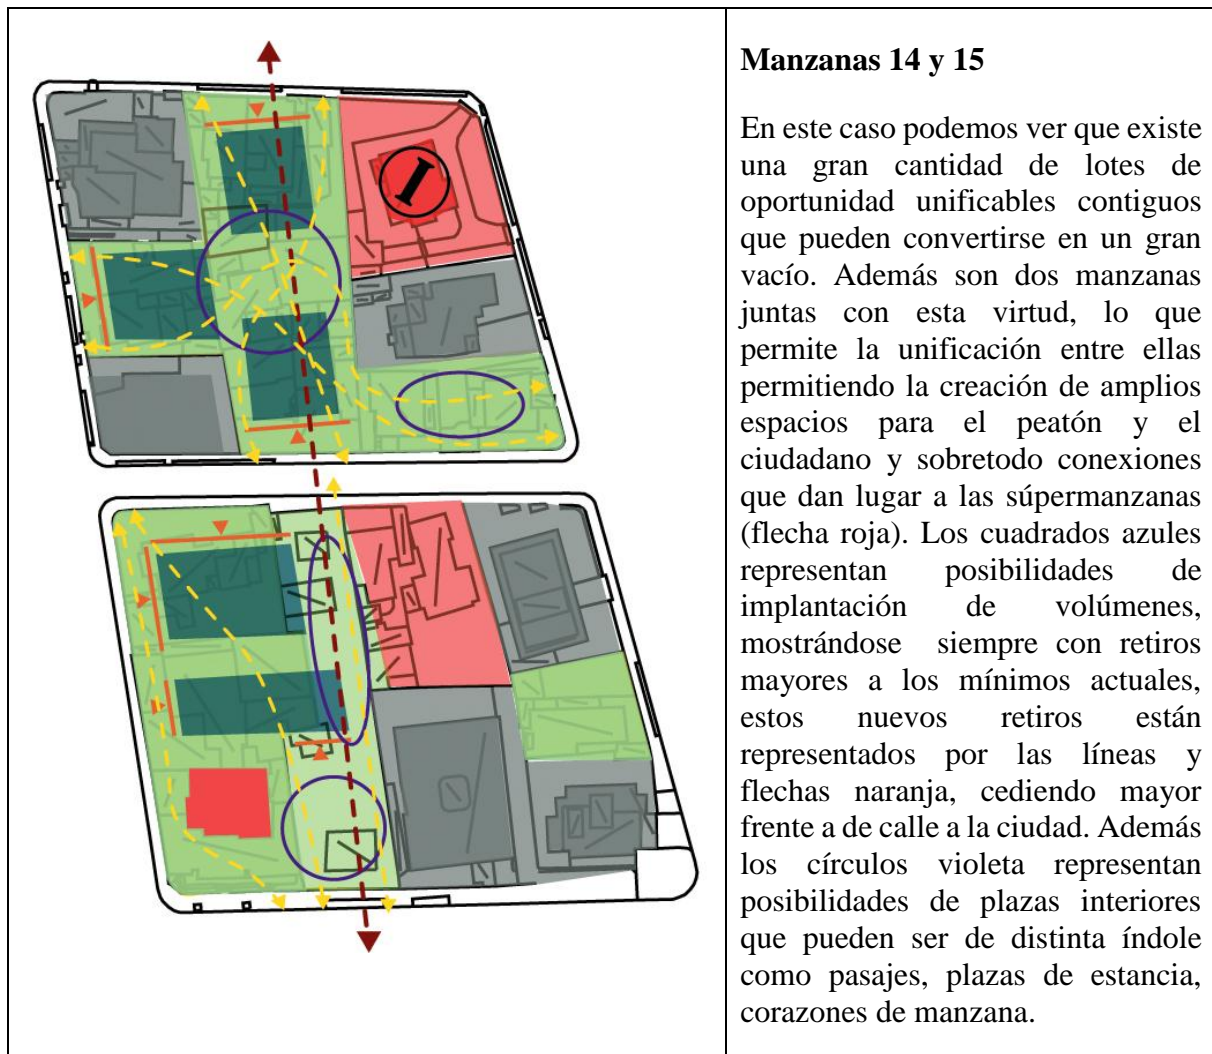 Manzanas 14 y 15
En este caso podemos ver que existe
una gran cantidad de lotes de
oportunidad unificables contiguos
que pueden convertirse en un gran
vacío. Además son dos manzanas
juntas con esta virtud, lo que
permite la unificación entre ellas
permitiendo la creación de amplios
espacios para el peatón y el
ciudadano y sobretodo conexiones
que dan lugar a las súpermanzanas
(flecha roja). Los cuadrados azules
representan posibilidades de
implantación de volúmenes,
mostrándose siempre con retiros
mayores a los mínimos actuales,
estos nuevos retiros están
representados por las líneas y
flechas naranja, cediendo mayor
frente a de calle a la ciudad. Además
los círculos violeta representan
posibilidades de plazas interiores
que pueden ser de distinta índole
como pasajes, plazas de estancia,
corazones de manzana.